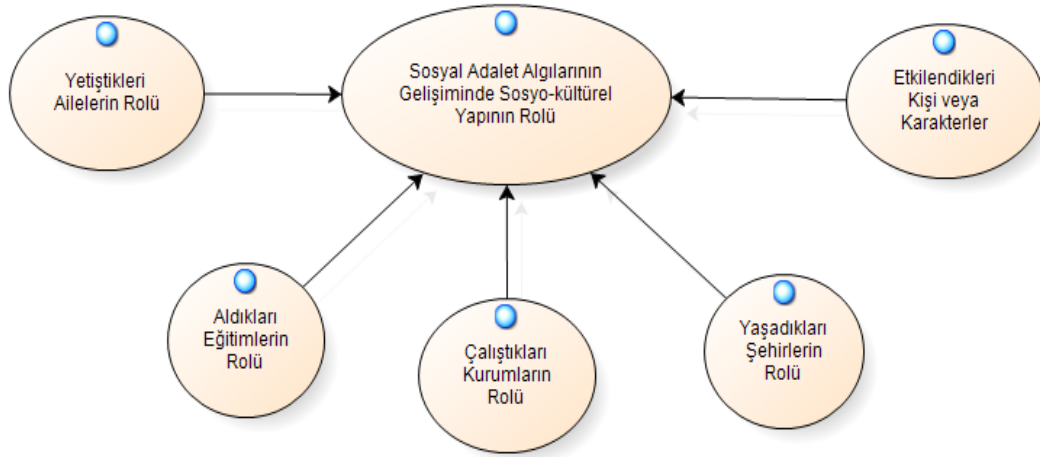 Yetiştikleri
Ailelerin Rolü
Sosyal Adalet Algılarının
Gelişiminde Sosyo-kültürel
Yapının Rolü
Etkilendikleri
Kişi veya
Karakterler
Aldıkları
Eğitimlerin
Rolü
Çalıştıkları
Kurumların
Rolü
Yaşadıkları
Şehirlerin
Rolü